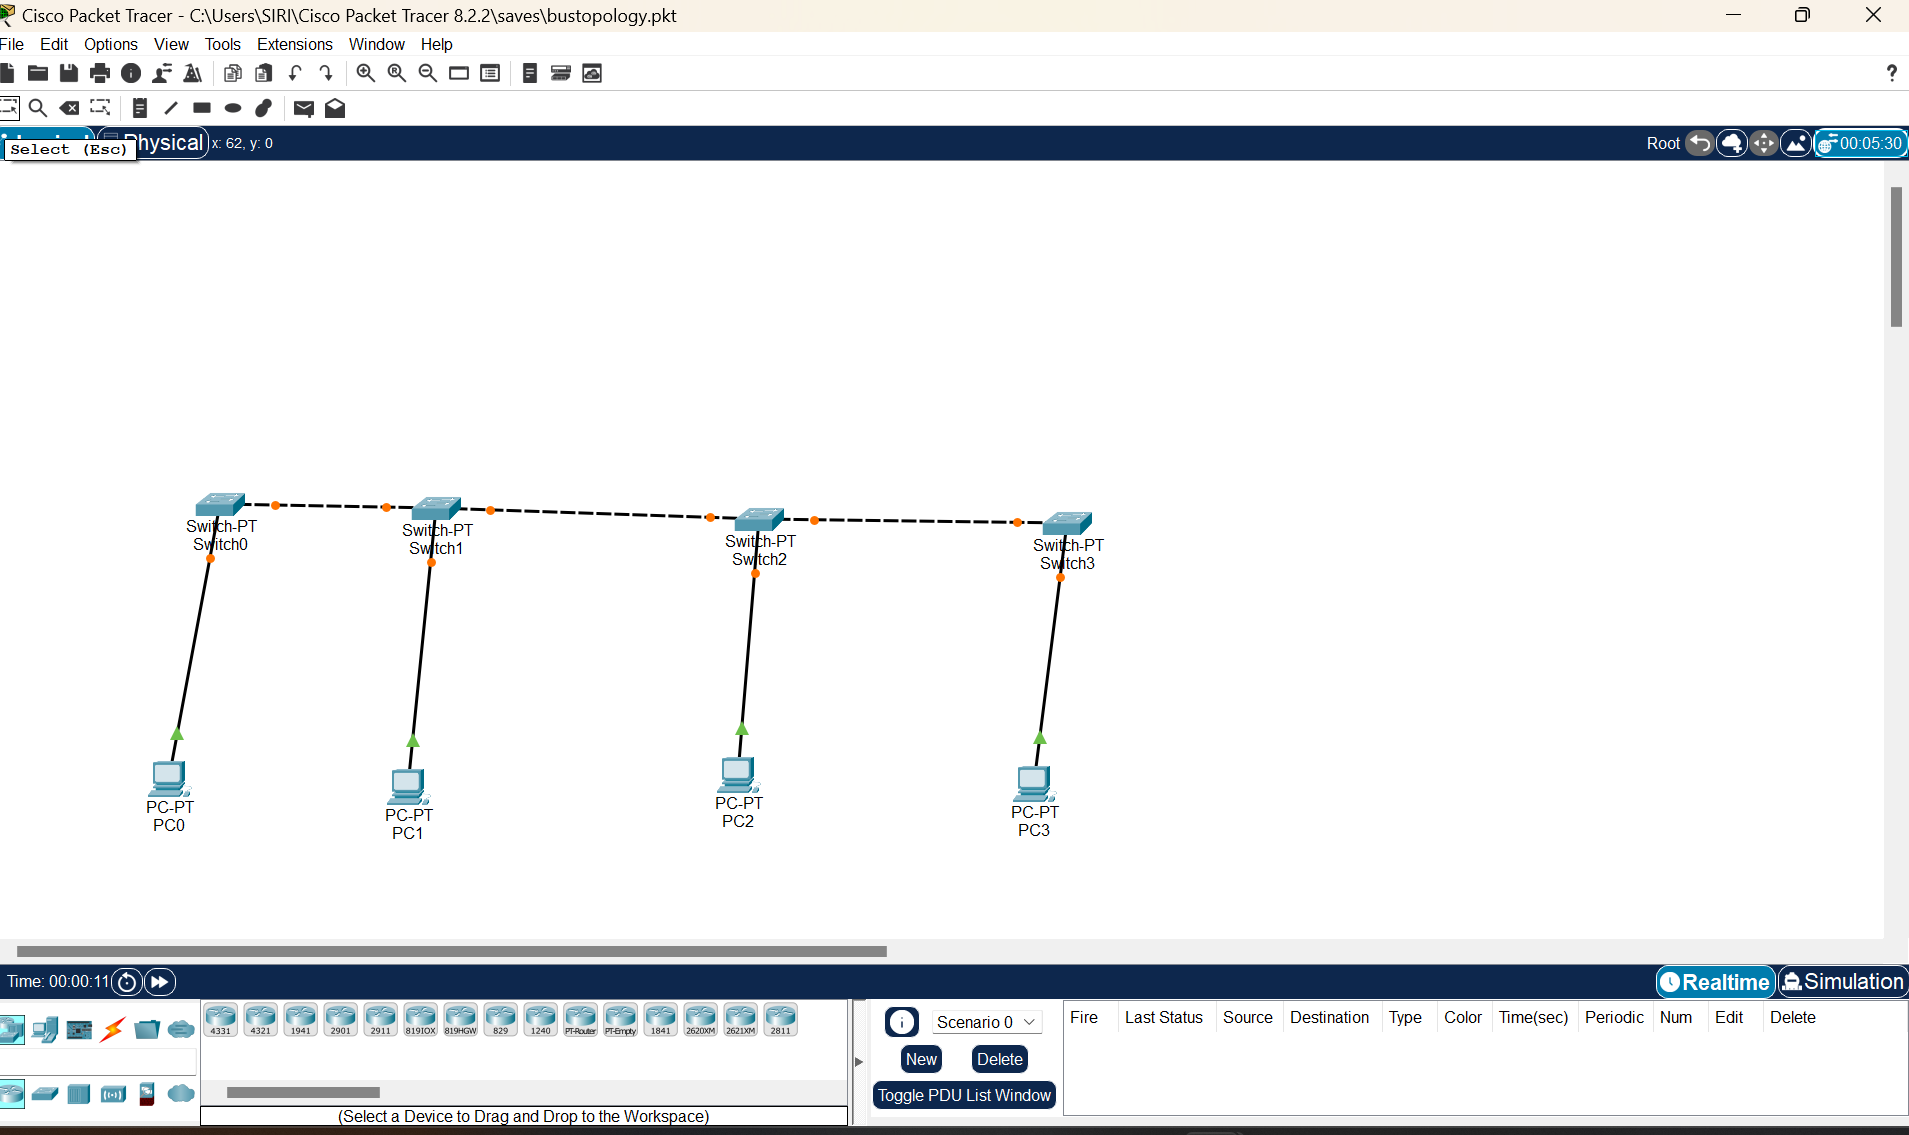 Cisco Packet Tracer - C:\Users\SIRI\Cisco Packet Tracer 8.2.2\saves\bustopology.pkt
File Edit Options View Tools Extensions Window Help
?
Physical x: 62, y: 0 Root 00:05:30
Select (Esc)
Switch-PT
Switch0
Switch-PT
Switch1
Switch-PT
Switch2
Switch-PT
Switch3
PC-PT
PC0
PC-PT
PC1
PC-PT
PC2
PC-PT
PC3
Time: 00:00:11 Realtime Simulation
4331 4321 1941 2901 2911 819IOX 819HGW 829 1240 PT-Router PT-Empty 1841 2620XM 2621XM 2811
(Select a Device to Drag and Drop to the Workspace)
Scenario 0
New Delete
Toggle PDU List Window
Fire Last Status Source Destination Type Color Time(sec) Periodic Num Edit Delete